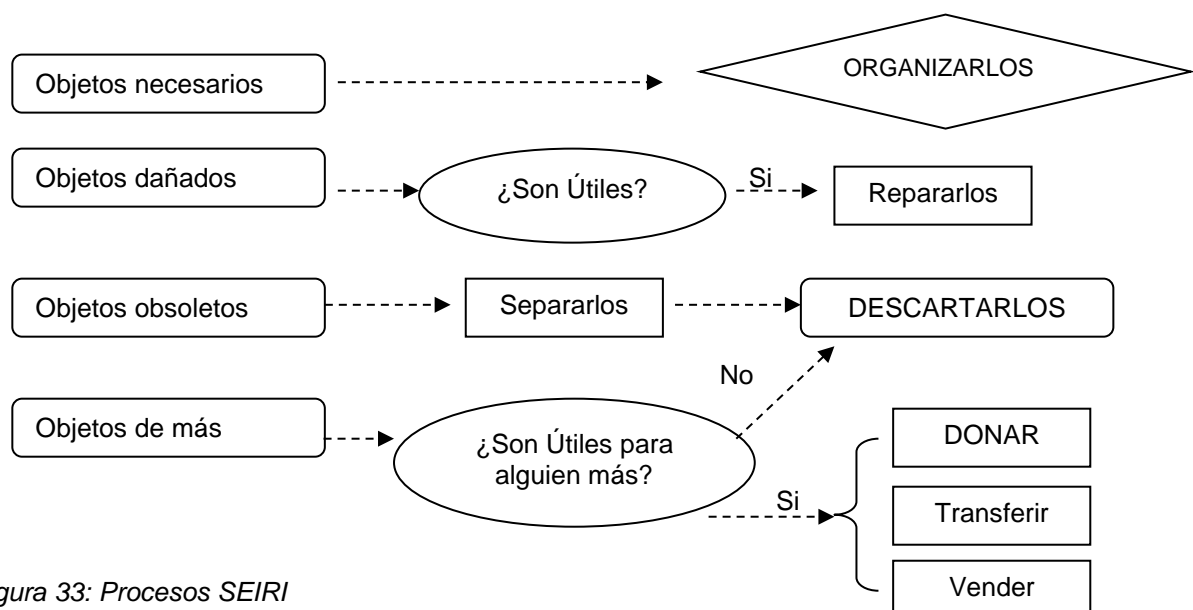 Objetos necesarios
ORGANIZARLOS
Objetos dañados
¿Son Útiles?
Si
Repararlos
Objetos obsoletos
Separarlos
DESCARTARLOS
No
Objetos de más
¿Son Útiles para
alguien más?
Si
DONAR
Transferir
Vender
gura 33: Procesos SEIRI